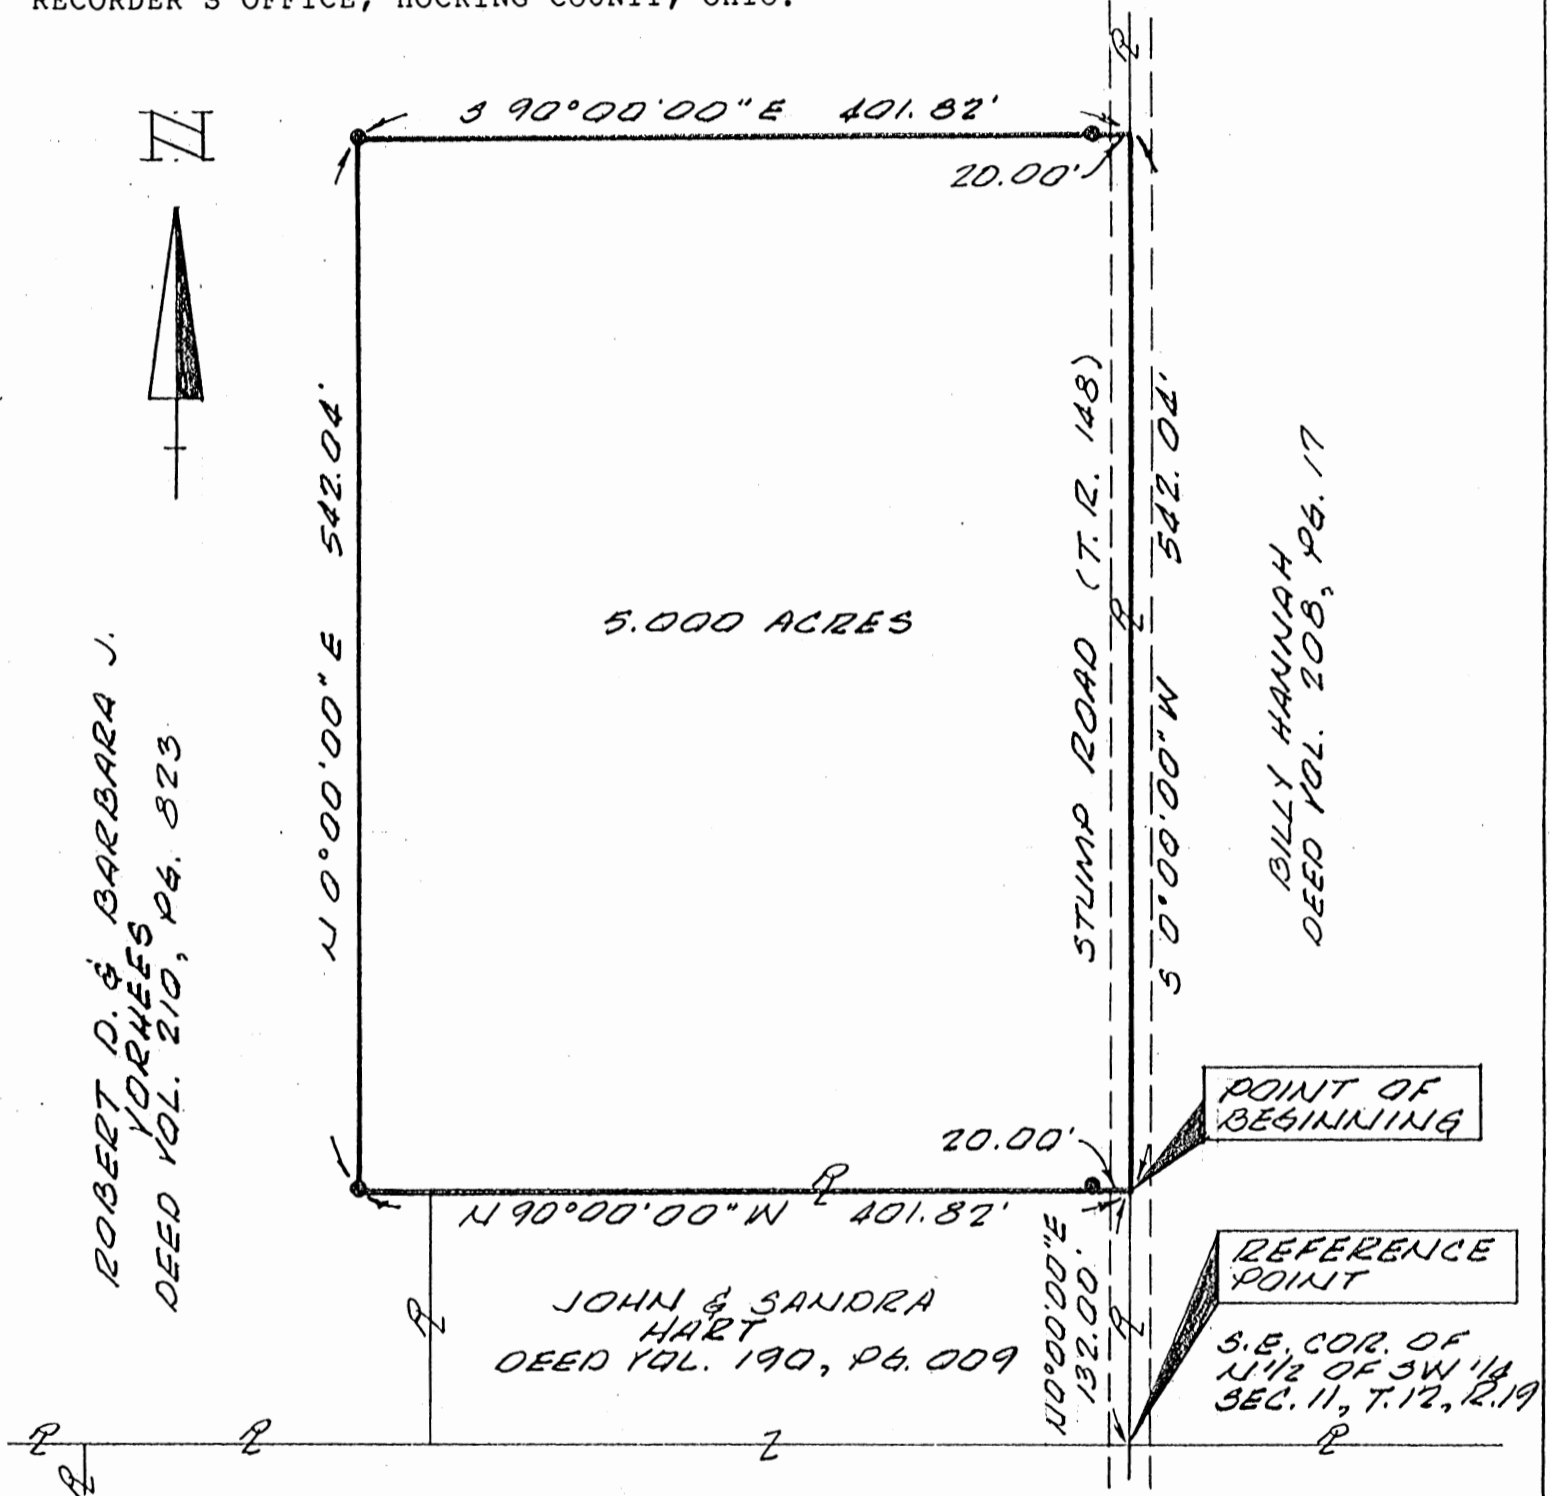 RECORDER'S OFFICE, HOCKING COUNTY, OHIO.
N
S 90°00'00" E 401.82'
20.00'
N 0°00'00" E 542.04'
5.000 ACRES
STUMP ROAD (T.R. 148)
S 0°00'00" W 542.04'
BILLY HANNAH
DEED VOL. 208, PG. 17
ROBERT D. & BARBARA J.
VORHEES
DEED VOL. 210, PG. 823
POINT OF
BEGINNING
20.00'
N 90°00'00" W 401.82'
N 0°00'00" E
132.00'
REFERENCE
POINT
JOHN & SANDRA
HART
DEED VOL. 190, PG. 009
S.E. COR. OF
N 1/2 OF SW 1/4
SEC. 11, T.12, R.19